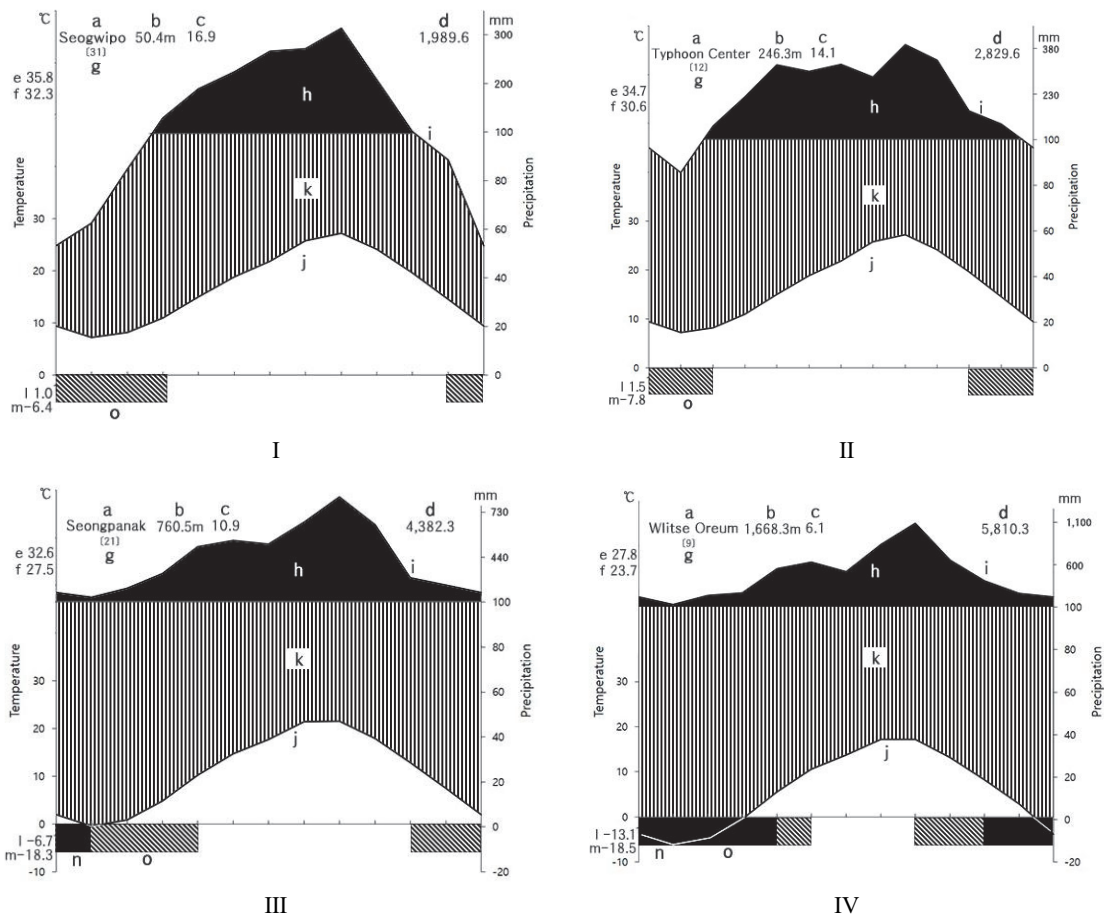 ℃ a b c d mm
Seogwipo 50.4m 16.9 1,989.6
[31]
g
e 35.8
f 32.3
300
200
100
80
60
40
20
0
30
20
10
0
Temperature
Precipitation
h
i
k
j
l 1.0
m-6.4
o
I
℃ a b c d mm
Typhoon Center 246.3m 14.1 2,829.6
[12]
g
e 34.7
f 30.6
380
230
100
80
60
40
20
0
30
20
10
0
Temperature
Precipitation
h
i
k
j
l 1.5
m-7.8
o
II
℃ a b c d mm
Seongpanak 760.5m 10.9 4,382.3
[21]
g
e 32.6
f 27.5
730
440
100
80
60
40
20
0
-20
30
20
10
0
-10
Temperature
Precipitation
h
i
k
j
l -6.7
m-18.3
n o
III
℃ a b c d mm
Wlitse Oreum 1,668.3m 6.1 5,810.3
[9]
g
e 27.8
f 23.7
1,100
600
100
80
60
40
20
0
-20
30
20
10
0
-10
Temperature
Precipitation
h
i
k
j
l -13.1
m-18.5
n o
IV